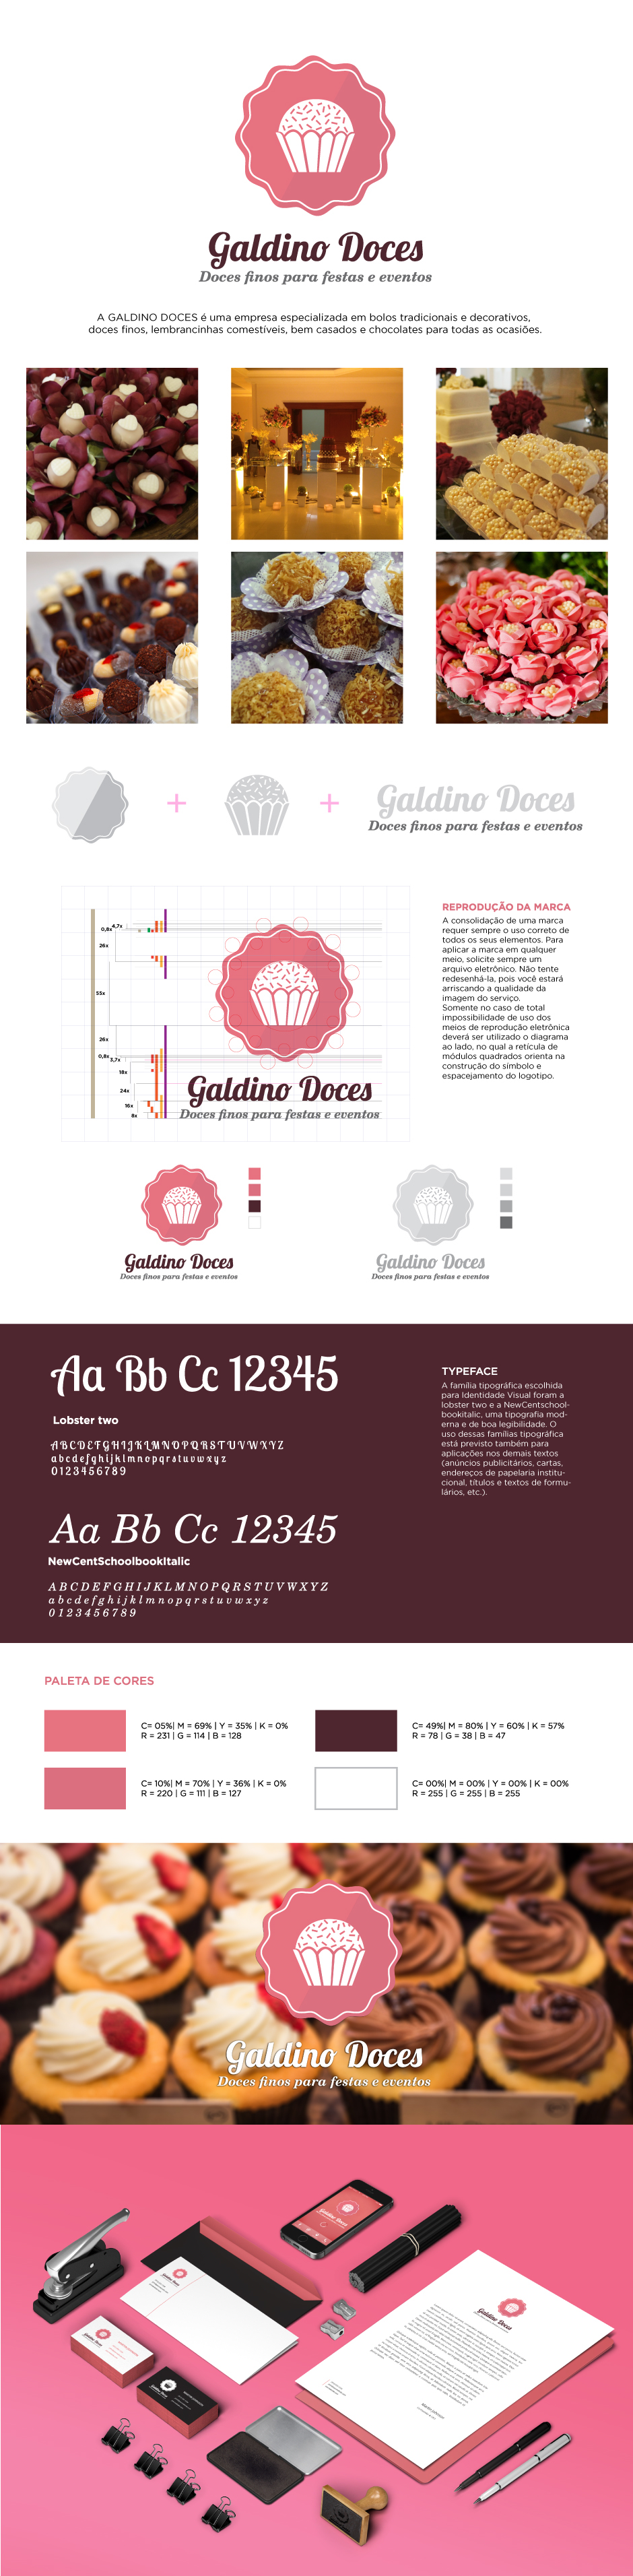 Galdino Doces
Doces finos para festas e eventos
A GALDINO DOCES é uma empresa especializada em bolos tradicionais e decorativos,
doces finos, lembrancinhas comestíveis, bem casados e chocolates para todas as ocasiões.
+
+
Galdino Doces
Doces finos para festas e eventos
4,7x
0,8x
26x
55x
26x
0,8x
3,7x
18x
24x
16x
8x
Galdino Doces
Doces finos para festas e eventos
REPRODUÇÃO DA MARCA
A consolidação de uma marca
requer sempre o uso correto de
todos os seus elementos. Para
aplicar a marca em qualquer
meio, solicite sempre um
arquivo eletrônico. Não tente
redesenhá-la, pois você estará
arriscando a qualidade da
imagem do serviço.
Somente no caso de total
impossibilidade de uso dos
meios de reprodução eletrônica
deverá ser utilizado o diagrama
ao lado, no qual a retícula de
módulos quadrados orienta na
construção do símbolo e
espacejamento do logotipo.
Galdino Doces
Doces finos para festas e eventos
Galdino Doces
Doces finos para festas e eventos
Aa Bb Cc 12345
Lobster two
ABCDEFGHIJKLMNOPQRSTUVWXYZ
abcdefghijklmnopqrstuvwxyz
0123456789
Aa Bb Cc 12345
NewCentSchoolbookItalic
ABCDEFGHIJKLMNOPQRSTUVWXYZ
abcdefghijklmnopqrstuvwxyz
0123456789
TYPEFACE
A família tipográfica escolhida
para Identidade Visual foram a
lobster two e a NewCentschool-
bookitalic, uma tipografia mod-
erna e de boa legibilidade. O
uso dessas famílias tipográfica
está previsto também para
aplicações nos demais textos
(anúncios publicitários, cartas,
endereços de papelaria institu-
cional, títulos e textos de formu-
lários, etc.).
PALETA DE CORES
C= 05%| M = 69% | Y = 35% | K = 0%
R = 231 | G = 114 | B = 128
C= 49%| M = 80% | Y = 60% | K = 57%
R = 78 | G = 38 | B = 47
C= 10%| M = 70% | Y = 36% | K = 0%
R = 220 | G = 111 | B = 127
C= 00%| M = 00% | Y = 00% | K = 00%
R = 255 | G = 255 | B = 255
Galdino Doces
Doces finos para festas e eventos
Galdino Doces
Galdino Doces
Galdino Doces
Galdino Doces
Galdino Doces